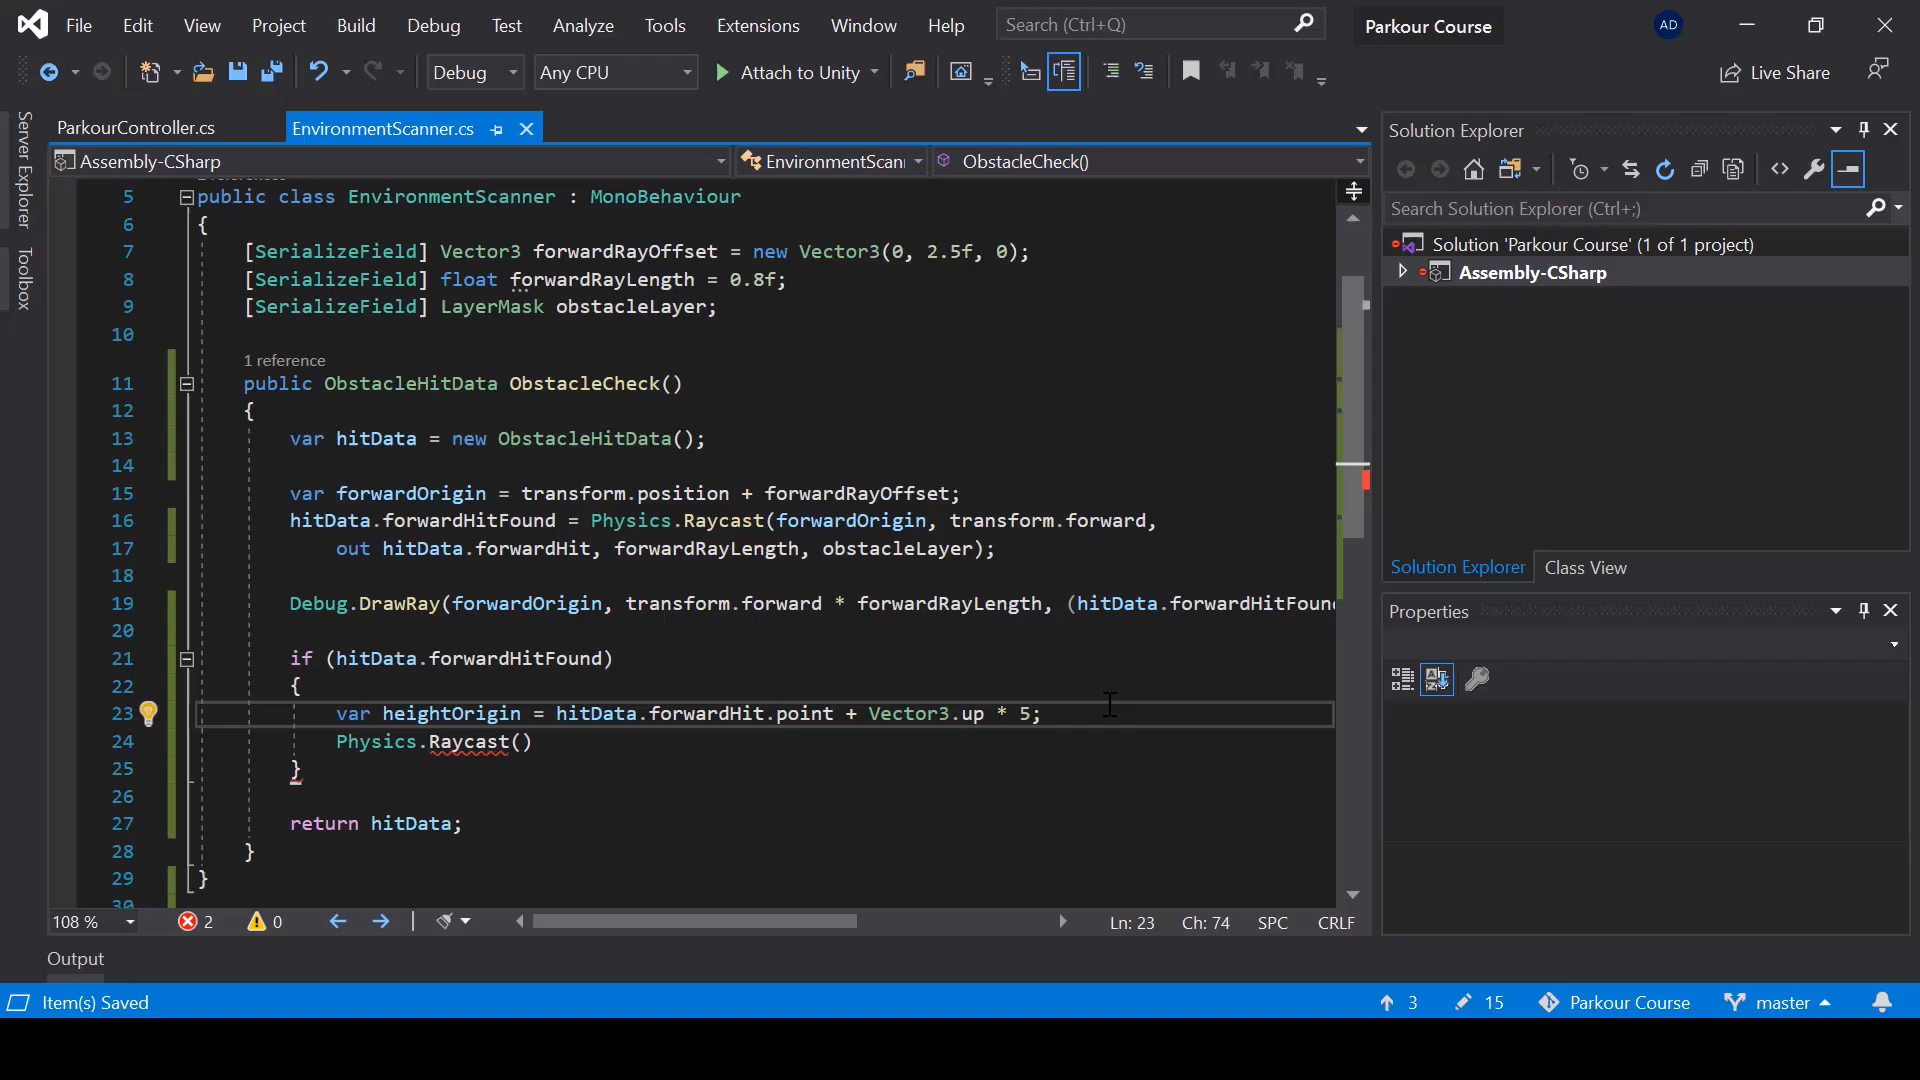 File Edit View Project Build Debug Test Analyze Tools Extensions Window Help Search (Ctrl+Q) Parkour Course AD
Debug Any CPU Attach to Unity Live Share
Server Explorer
Toolbox
ParkourController.cs EnvironmentScanner.cs
Assembly-CSharp EnvironmentScanr ObstacleCheck()
5 public class EnvironmentScanner : MonoBehaviour
6 {
7 [SerializeField] Vector3 forwardRayOffset = new Vector3(0, 2.5f, 0);
8 [SerializeField] float forwardRayLength = 0.8f;
9 [SerializeField] LayerMask obstacleLayer;
10
1 reference
11 public ObstacleHitData ObstacleCheck()
12 {
13 var hitData = new ObstacleHitData();
14
15 var forwardOrigin = transform.position + forwardRayOffset;
16 hitData.forwardHitFound = Physics.Raycast(forwardOrigin, transform.forward,
17 out hitData.forwardHit, forwardRayLength, obstacleLayer);
18
19 Debug.DrawRay(forwardOrigin, transform.forward * forwardRayLength, (hitData.forwardHitFound
20
21 if (hitData.forwardHitFound)
22 {
23 var heightOrigin = hitData.forwardHit.point + Vector3.up * 5;
24 Physics.Raycast()
25 }
26
27 return hitData;
28 }
29 }
30
108 % 2 0 Ln: 23 Ch: 74 SPC CRLF
Solution Explorer
Search Solution Explorer (Ctrl+;)
Solution 'Parkour Course' (1 of 1 project)
Assembly-CSharp
Solution Explorer Class View
Properties
Output
Item(s) Saved 3 15 Parkour Course master